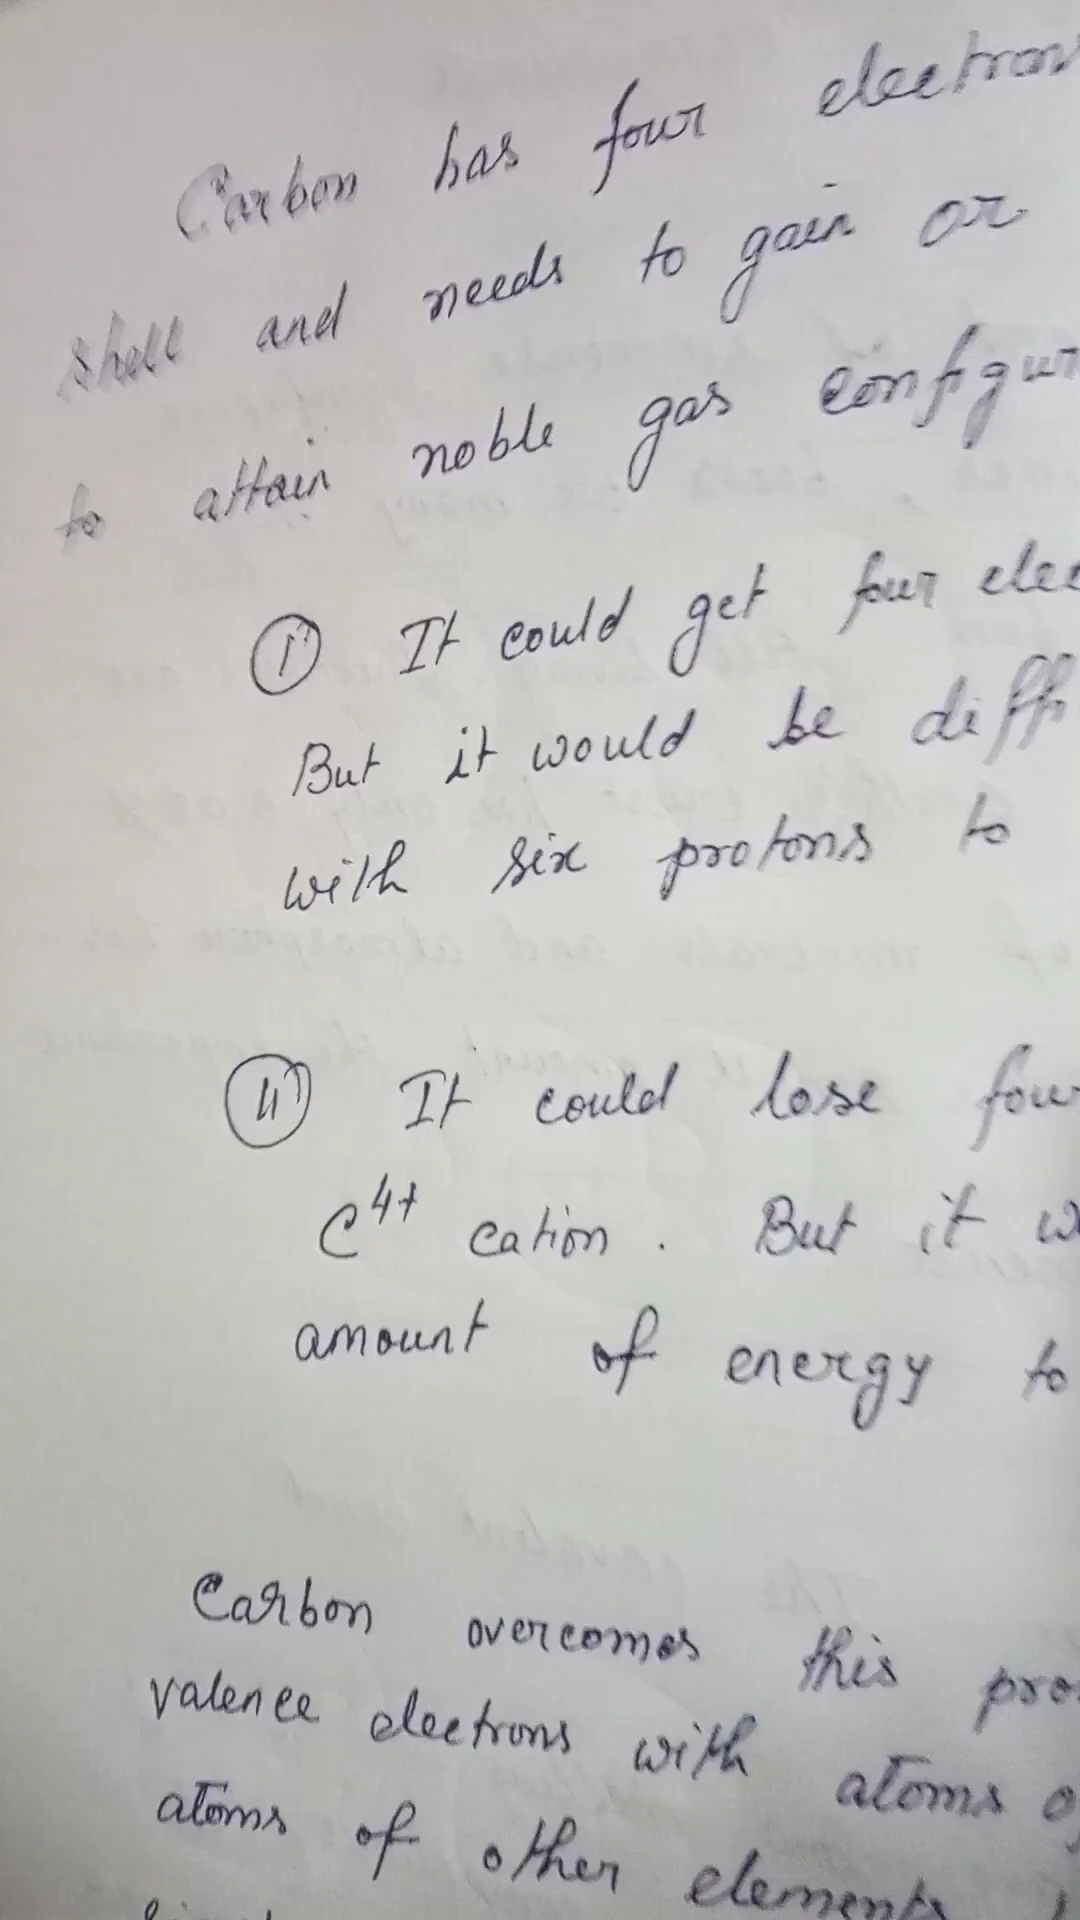 Carbon has four electrons
shell and needs to gain or
to attain noble gas configur
(i) It could get four elec
But it would be diff
with six protons to
(ii) It could lose four
C4+ cation. But it w
amount of energy to
Carbon overcomes this pro
valence electrons with atoms of
atoms of other elements